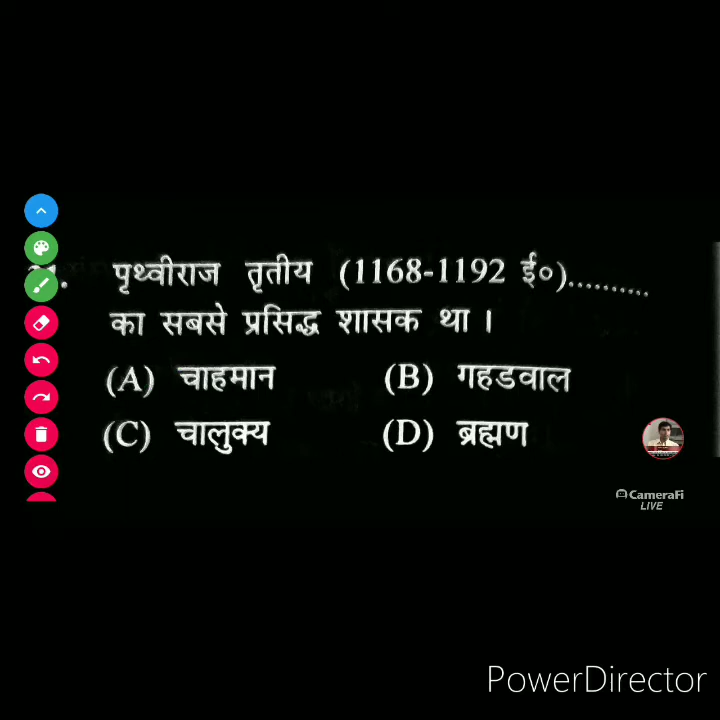 पृथ्वीराज तृतीय (1168-1192 ई०)..........
का सबसे प्रसिद्ध शासक था ।
(A) चाहमान (B) गहडवाल
(C) चालुक्य (D) ब्रह्मण
CameraFi
LIVE
PowerDirector